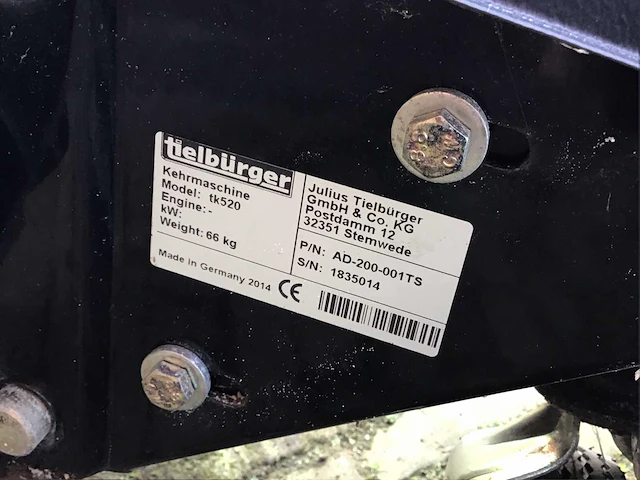 tielbürger
Kehrmaschine
Model: tk520
Engine: -
kW:
Weight: 66 kg
Made in Germany 2014 CE
Julius Tielbürger
GmbH & Co. KG
Postdamm 12
32351 Stemwede
P/N: AD-200-001TS
S/N: 1835014